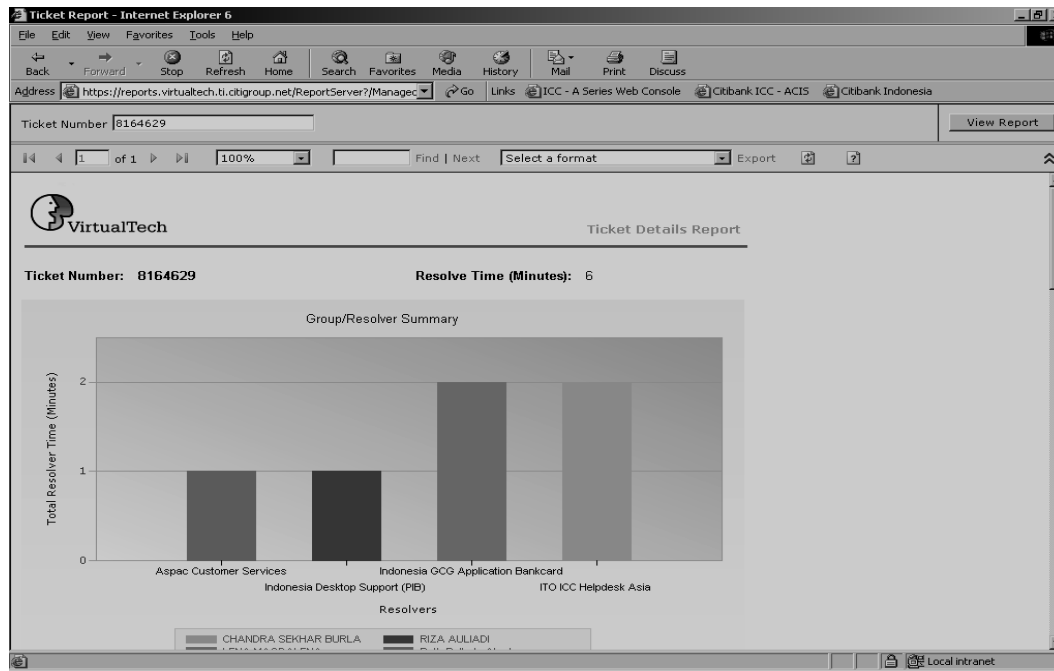 Ticket Report - Internet Explorer 6
File Edit View Favorites Tools Help
Back Forward Stop Refresh Home Search Favorites Media History Mail Print Discuss
Address https://reports.virtualtech.ti.citigroup.net/ReportServer?/Managec Go Links ICC - A Series Web Console Citibank ICC - ACIS Citibank Indonesia
Ticket Number 8164629 View Report
1 of 1 100% Find | Next Select a format Export
VirtualTech Ticket Details Report
Ticket Number: 8164629 Resolve Time (Minutes): 6
Group/Resolver Summary
Total Resolver Time (Minutes)
2
1
0
Aspac Customer Services Indonesia GCG Application Bankcard
Indonesia Desktop Support (PIB) ITO ICC Helpdesk Asia
Resolvers
CHANDRA SEKHAR BURLA RIZA AULIADI
Local intranet